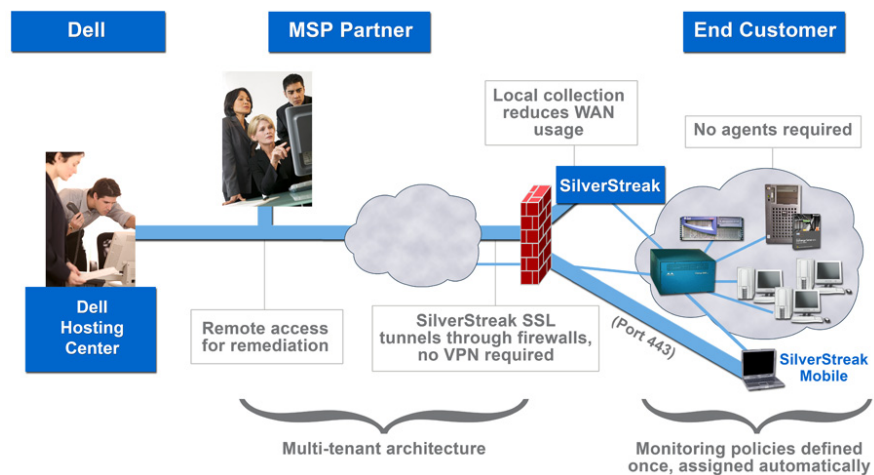 Dell
MSP Partner
End Customer
Local collection
reduces WAN
usage
No agents required
SilverStreak
Dell
Hosting
Center
Remote access
for remediation
SilverStreak SSL
tunnels through firewalls,
no VPN required
(Port 443)
SilverStreak
Mobile
Multi-tenant architecture
Monitoring policies defined
once, assigned automatically